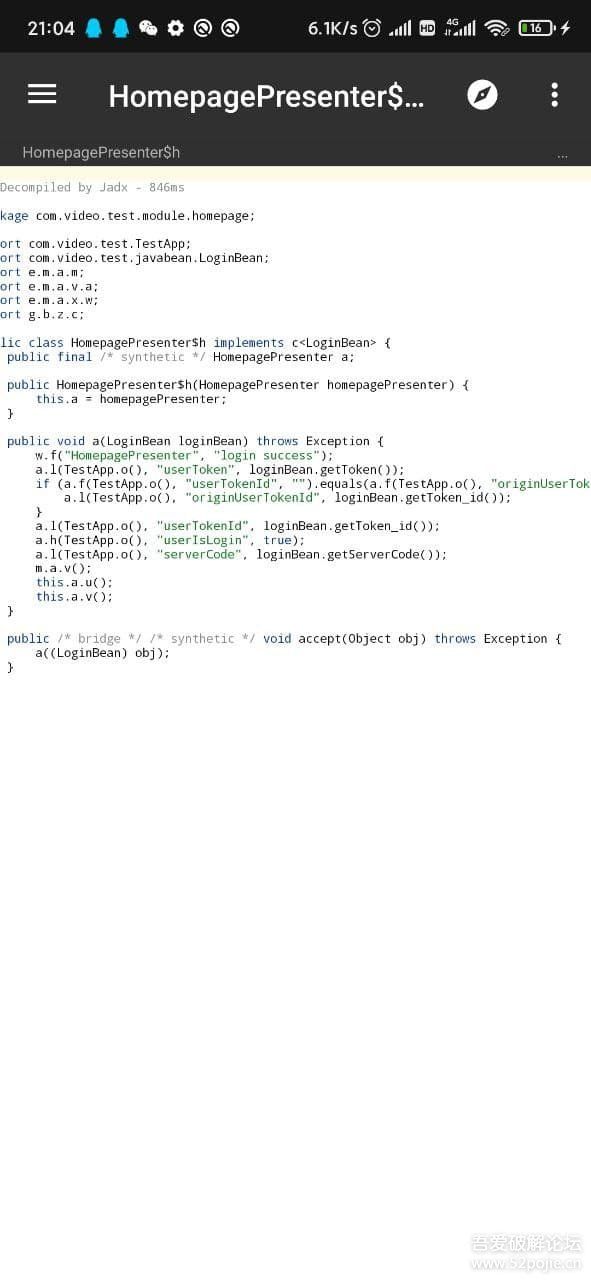 21:04 6.1K/s HD 4G 16
HomepagePresenter$...
HomepagePresenter$h ...
Decompiled by Jadx - 846ms
kage com.video.test.module.homepage;
ort com.video.test.TestApp;
ort com.video.test.javabean.LoginBean;
ort e.m.a.m;
ort e.m.a.v.a;
ort e.m.a.x.w;
ort g.b.z.c;
lic class HomepagePresenter$h implements c<LoginBean> {
public final /* synthetic */ HomepagePresenter a;
public HomepagePresenter$h(HomepagePresenter homepagePresenter) {
this.a = homepagePresenter;
}
public void a(LoginBean loginBean) throws Exception {
w.f("HomepagePresenter", "login success");
a.l(TestApp.o(), "userToken", loginBean.getToken());
if (a.f(TestApp.o(), "userTokenId", "").equals(a.f(TestApp.o(), "originUserTok
a.l(TestApp.o(), "originUserTokenId", loginBean.getToken_id());
}
a.l(TestApp.o(), "userTokenId", loginBean.getToken_id());
a.h(TestApp.o(), "userIsLogin", true);
a.l(TestApp.o(), "serverCode", loginBean.getServerCode());
m.a.v();
this.a.u();
this.a.v();
}
public /* bridge */ /* synthetic */ void accept(Object obj) throws Exception {
a((LoginBean) obj);
}
吾爱破解论坛
www.52pojie.cn